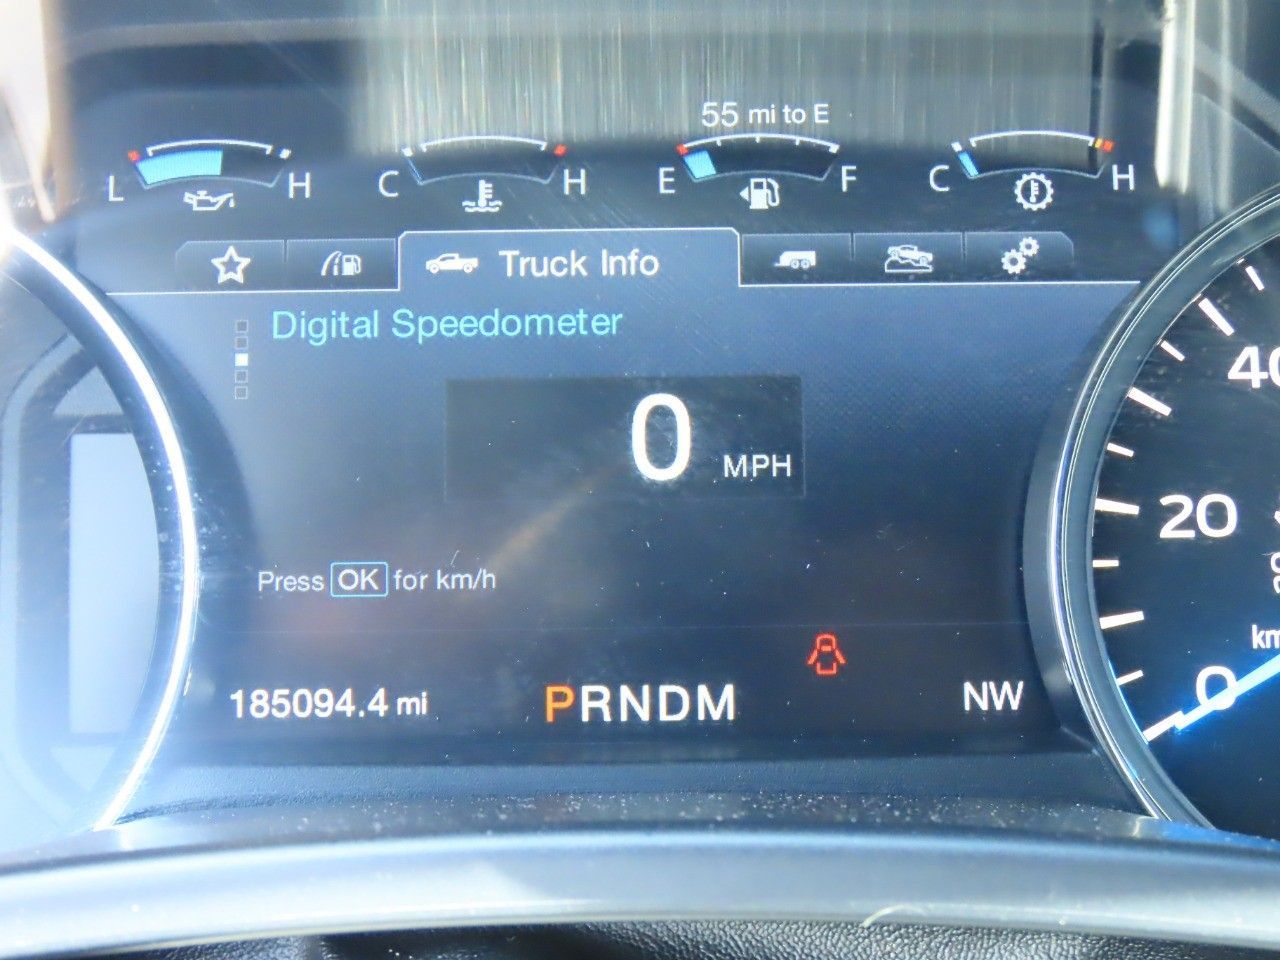 55 mi to E
L H C H E F C H
Truck Info
Digital Speedometer
40
0 MPH
20
Press OK for km/h
185094.4 mi PRNDM NW
0